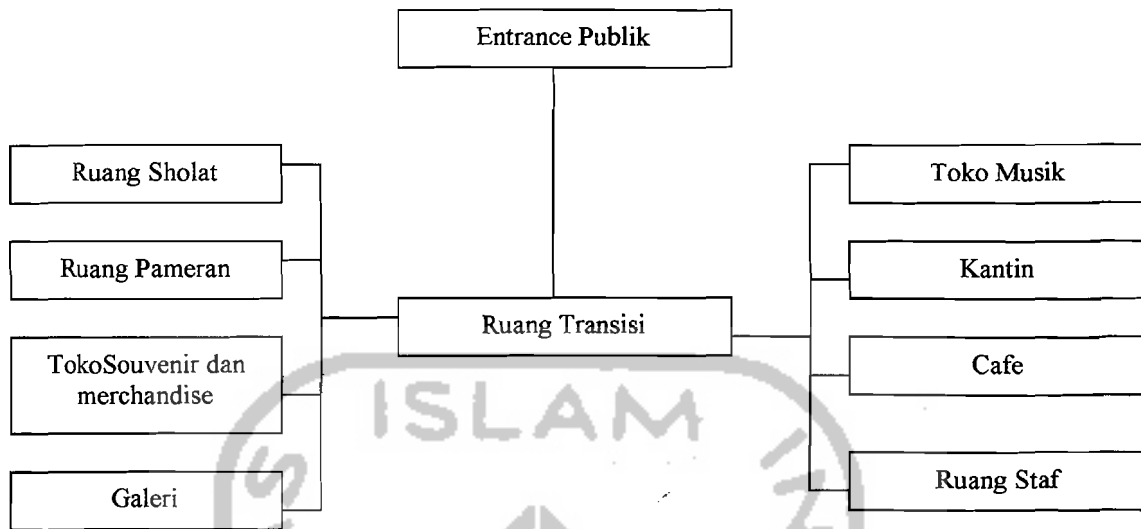 Entrance Publik
Ruang Sholat
Toko Musik
Ruang Pameran
Kantin
Ruang Transisi
TokoSouvenir dan
merchandise
Cafe
Galeri
Ruang Staf
ISLAM